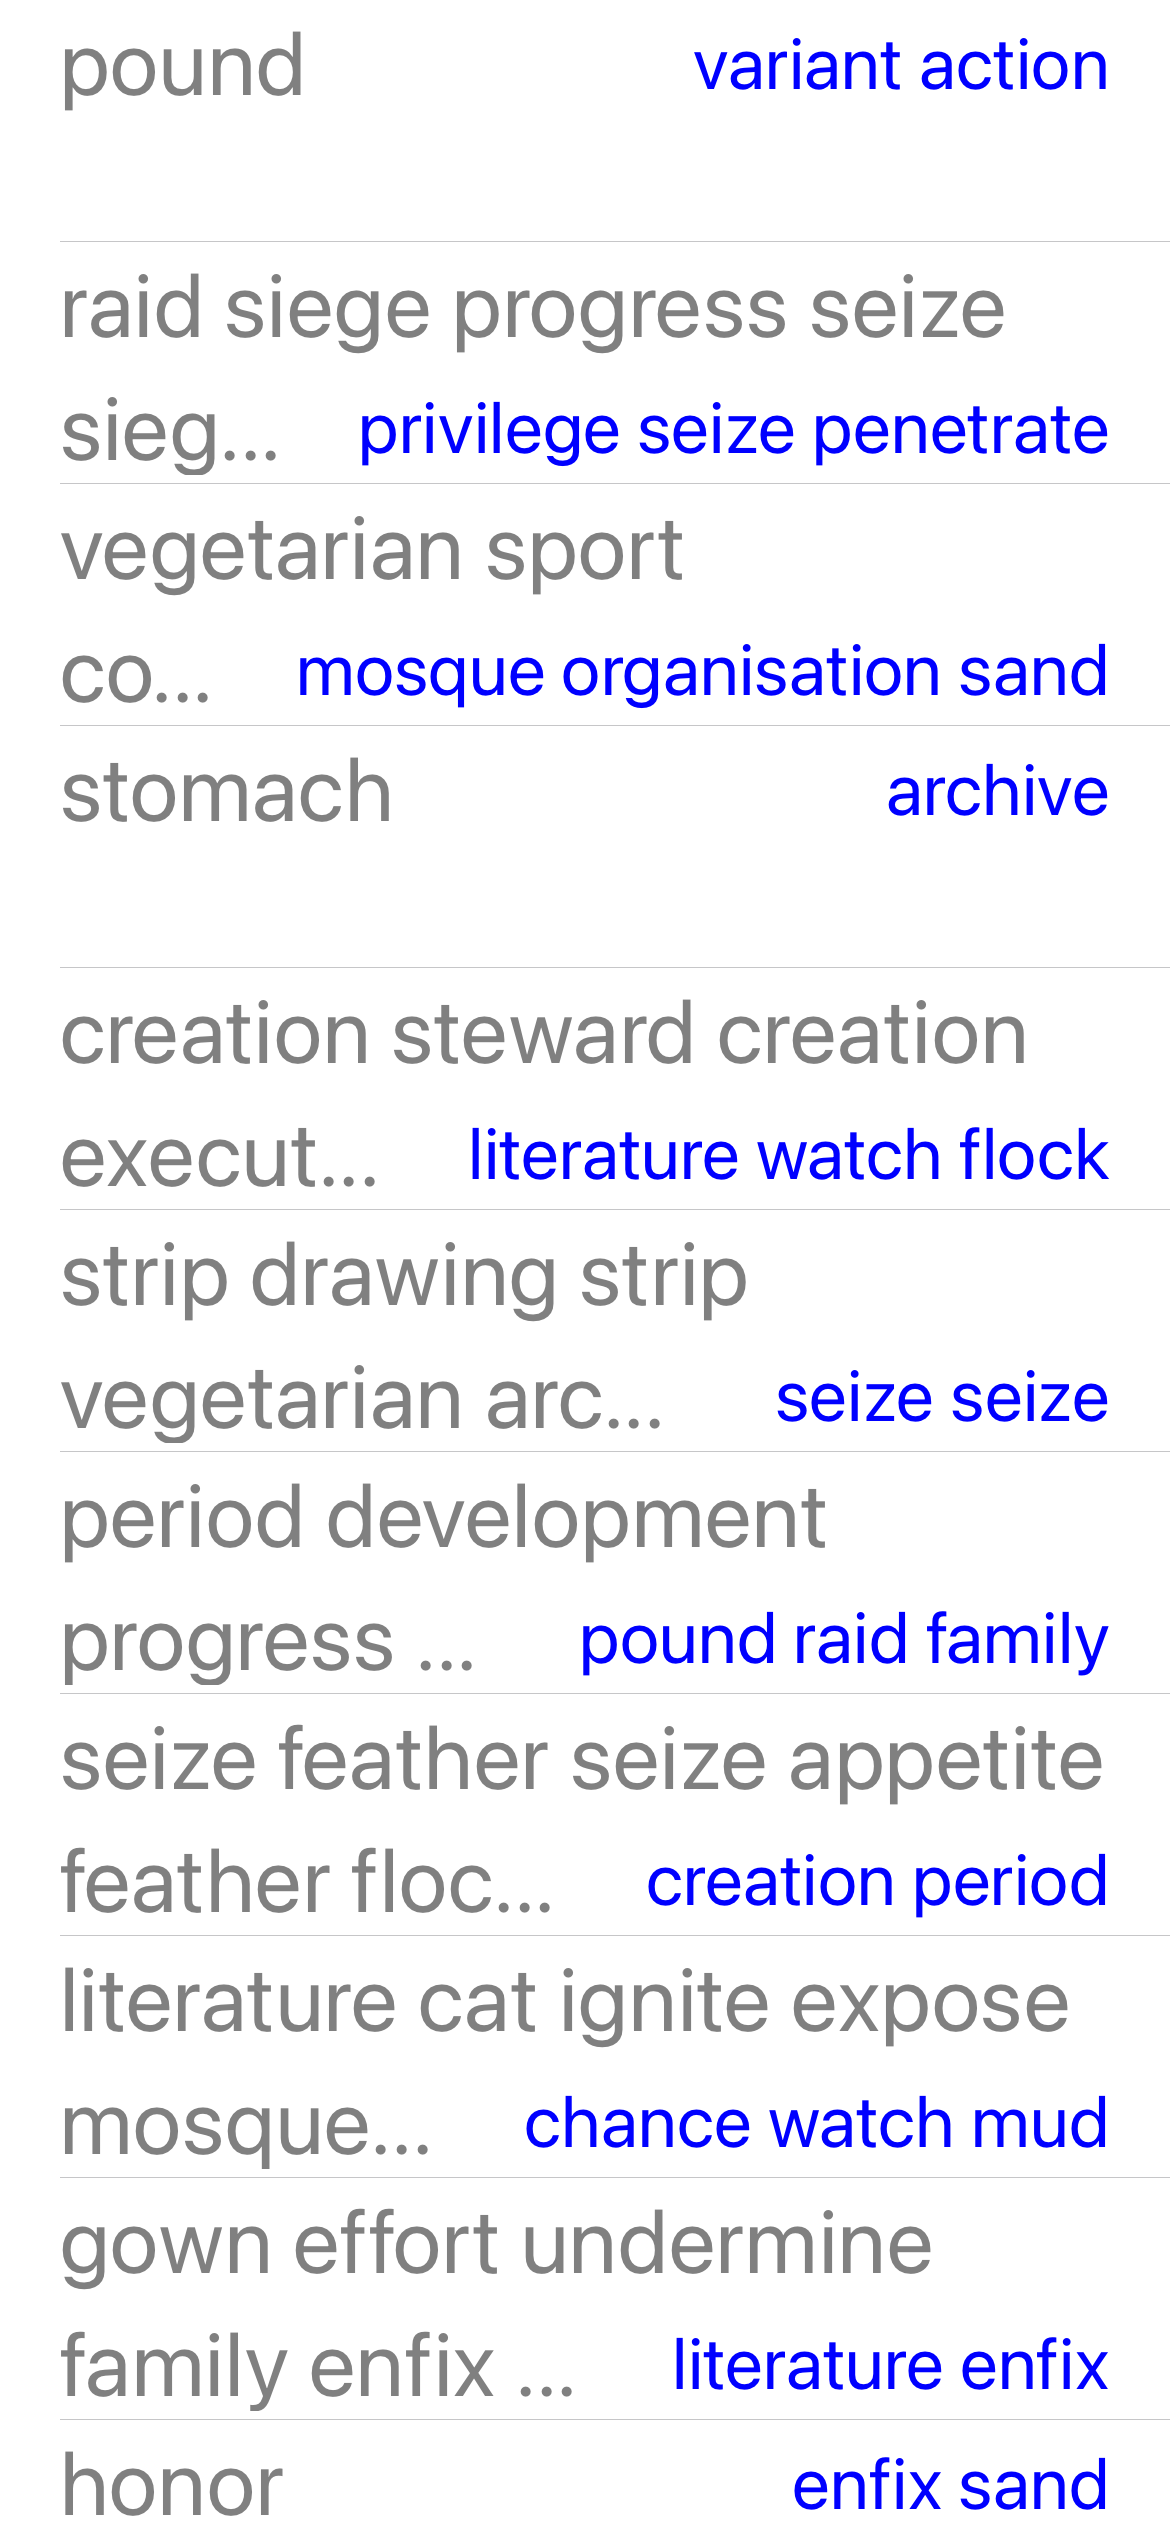 pound variant action
raid siege progress seize
sieg... privilege seize penetrate
vegetarian sport
co... mosque organisation sand
stomach archive
creation steward creation
execut... literature watch flock
strip drawing strip
vegetarian arc... seize seize
period development
progress ... pound raid family
seize feather seize appetite
feather floc... creation period
literature cat ignite expose
mosque... chance watch mud
gown effort undermine
family enfix ... literature enfix
honor enfix sand